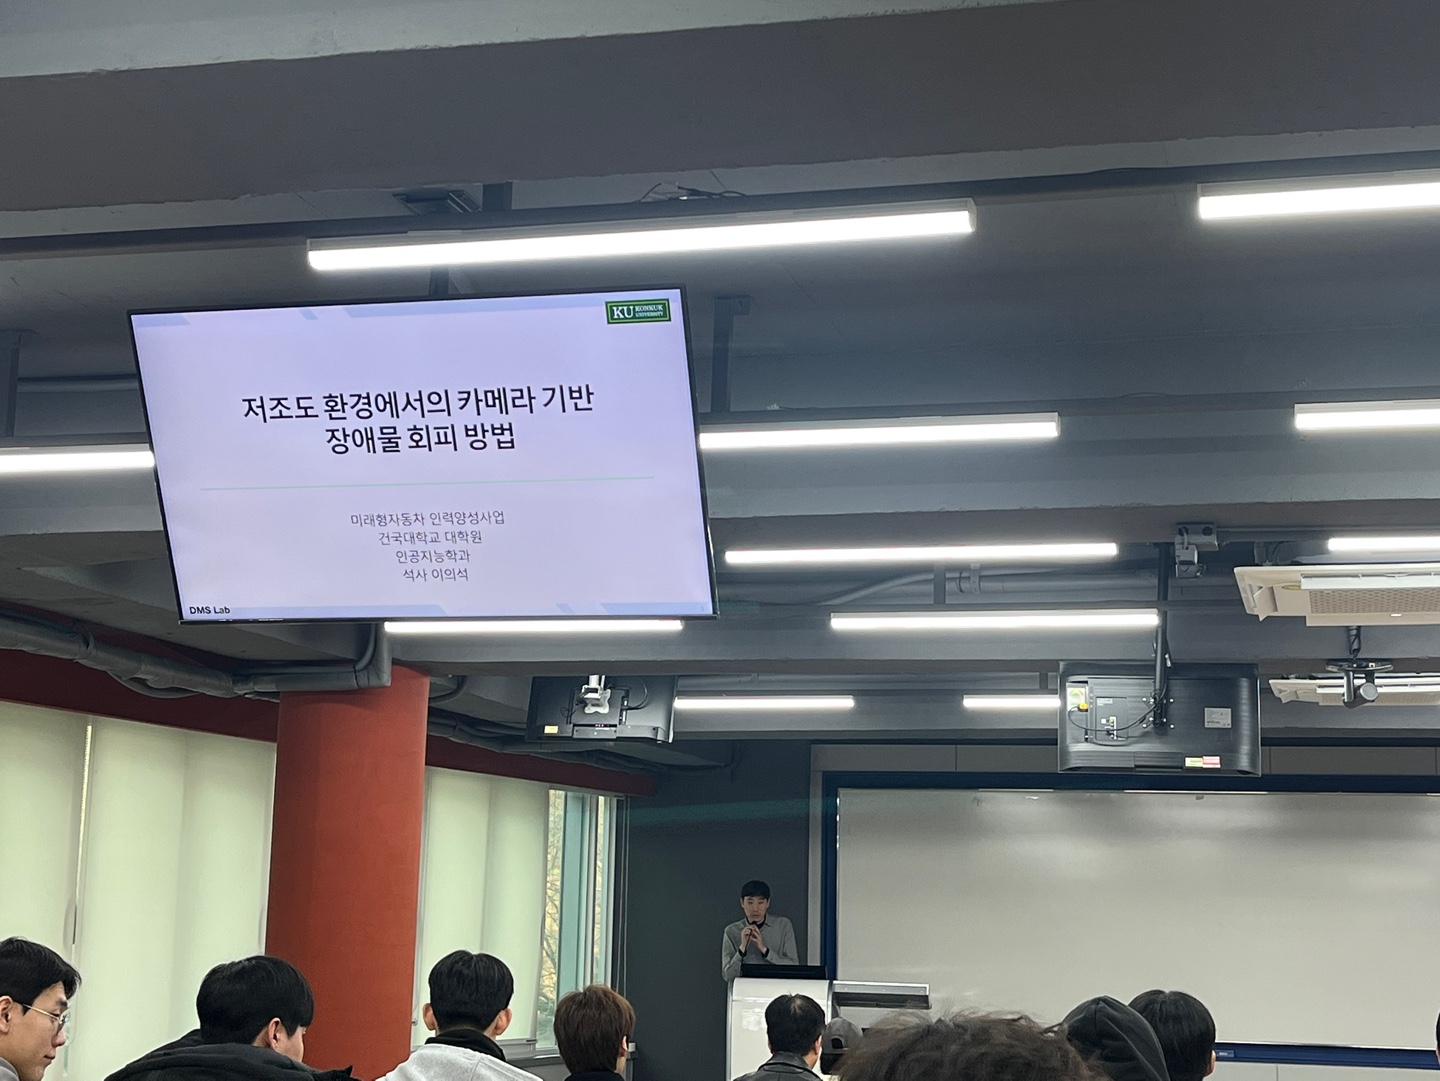 KU KONKUK
UNIVERSITY
저조도 환경에서의 카메라 기반
장애물 회피 방법
미래형자동차 인력양성사업
건국대학교 대학원
인공지능학과
석사 이의석
DMS Lab